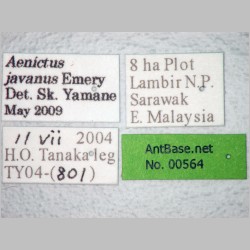 Aenictus
javanus Emery
Det. Sk. Yamane
May 2009
8 ha Plot
Lambir N.P.
Sarawak
E. Malaysia
11 vii 2004
H.O. Tanaka leg
TY04-(801)
AntBase.net
No. 00564